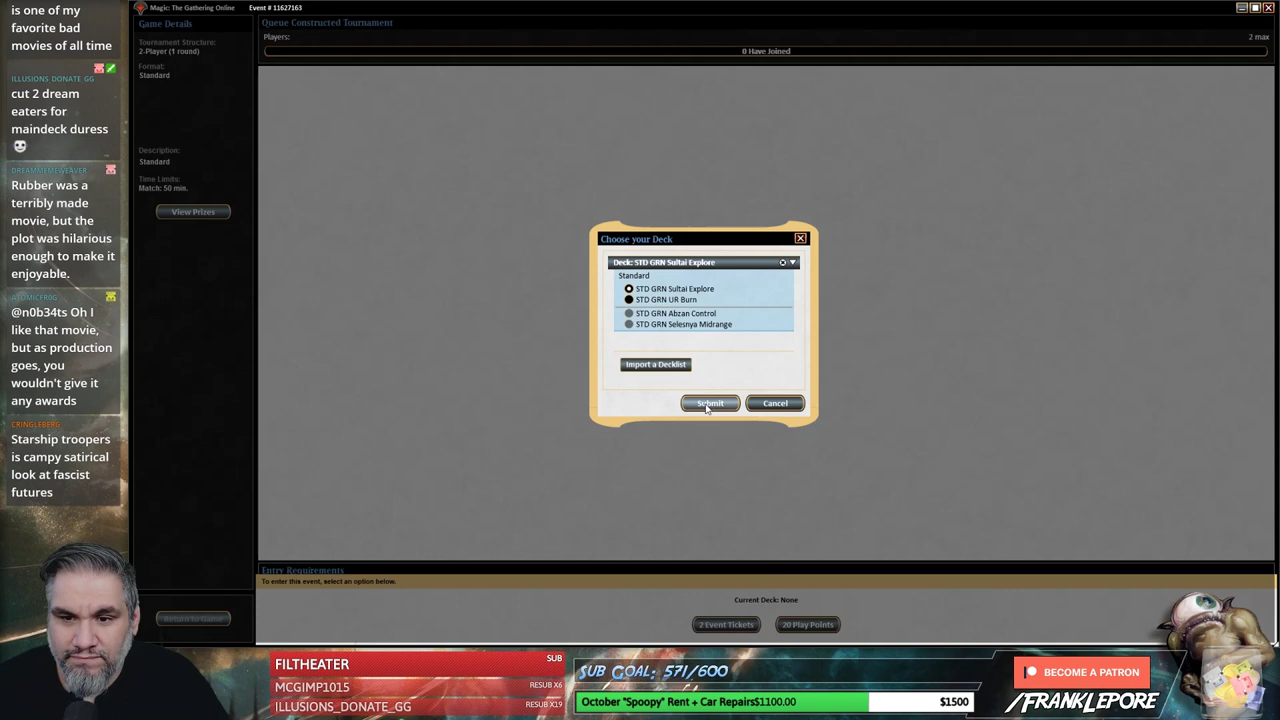 is one of my
favorite bad
movies of all time
ILLUSIONS_DONATE_GG
cut 2 dream
eaters for
maindeck duress
DREAMMEMEWEAVER
Rubber was a
terribly made
movie, but the
plot was hilarious
enough to make it
enjoyable.
ATOMICFR0G
@n0b34ts Oh I
like that movie,
but as production
goes, you
wouldn't give it
any awards
CRINGLEBERG
Starship troopers
is campy satirical
look at fascist
futures
Magic: The Gathering Online Event # 11627163
Game Details
Tournament Structure:
2-Player (1 round)
Format:
Standard
Description:
Standard
Time Limits:
Match: 50 min.
View Prizes
Return to Game
Queue Constructed Tournament
Players: 2 max
0 Have Joined
Choose your Deck
Deck: STD GRN Sultai Explore
Standard
STD GRN Sultai Explore
STD GRN UR Burn
STD GRN Abzan Control
STD GRN Selesnya Midrange
Import a Decklist
Submit Cancel
Entry Requirements
To enter this event, select an option below.
Current Deck: None
2 Event Tickets 20 Play Points
FILTHEATER SUB
MCGIMP1015 RESUB X6
ILLUSIONS_DONATE_GG RESUB X19
SUB GOAL: 571/600
October "Spoopy" Rent + Car Repairs $1100.00 $1500
BECOME A PATRON
/FRANKLEPORE